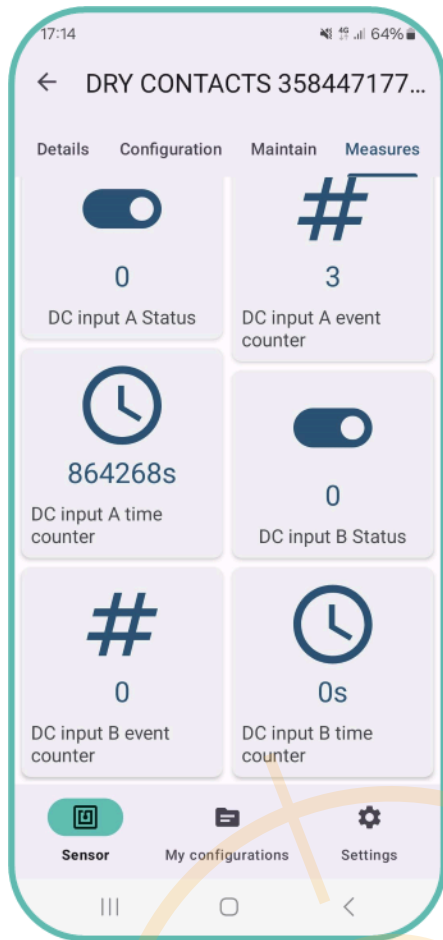 17:14
4G
64%
DRY CONTACTS 358447177...
Details Configuration Maintain Measures
0
DC input A Status
#
3
DC input A event
counter
864268s
DC input A time
counter
0
DC input B Status
#
0
DC input B event
counter
0s
DC input B time
counter
Sensor My configurations Settings